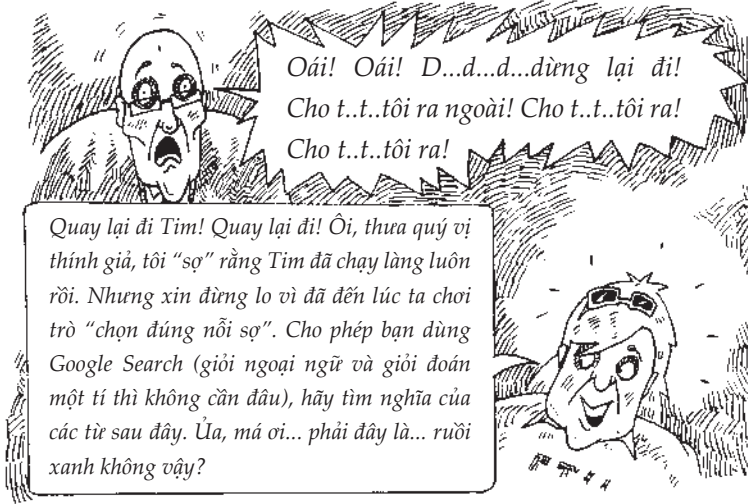 Oái! Oái! D...d...d...dừng lại đi!
Cho t..t..tôi ra ngoài! Cho t..t..tôi ra!
Cho t..t..tôi ra!
Quay lại đi Tim! Quay lại đi! Ôi, thưa quý vị
thính giả, tôi “sợ” rằng Tim đã chạy làng luôn
rồi. Nhưng xin đừng lo vì đã đến lúc ta chơi
trò “chọn đúng nỗi sợ”. Cho phép bạn dùng
Google Search (giỏi ngoại ngữ và giỏi đoán
một tí thì không cần đâu), hãy tìm nghĩa của
các từ sau đây. Ủa, má ơi... phải đây là... ruồi
xanh không vậy?